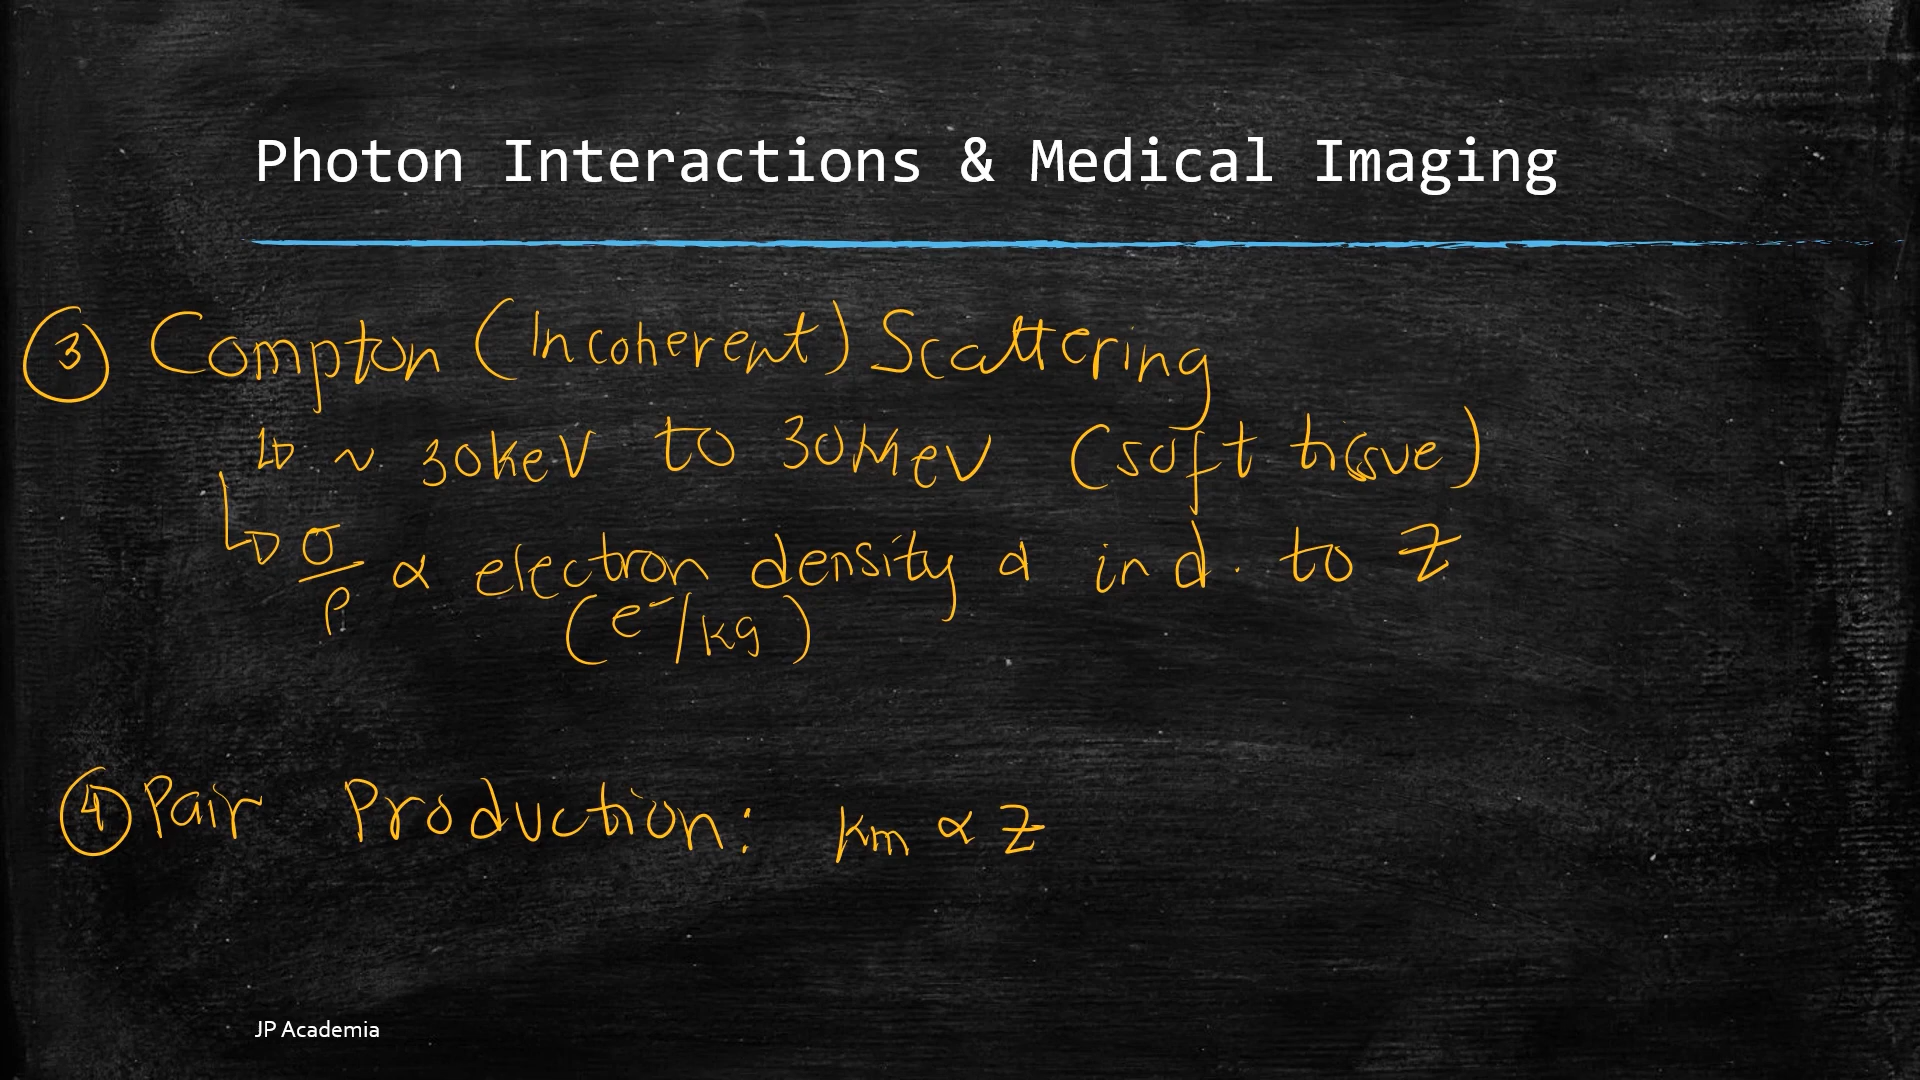 Photon Interactions & Medical Imaging
③ Compton (Incoherent) Scattering
↳ ~ 30keV to 30MeV (soft tissue)
↳ σ/ρ ∝ electron density & ind. to Z
(e⁻/kg)
④ Pair Production: Km ∝ Z
JP Academia